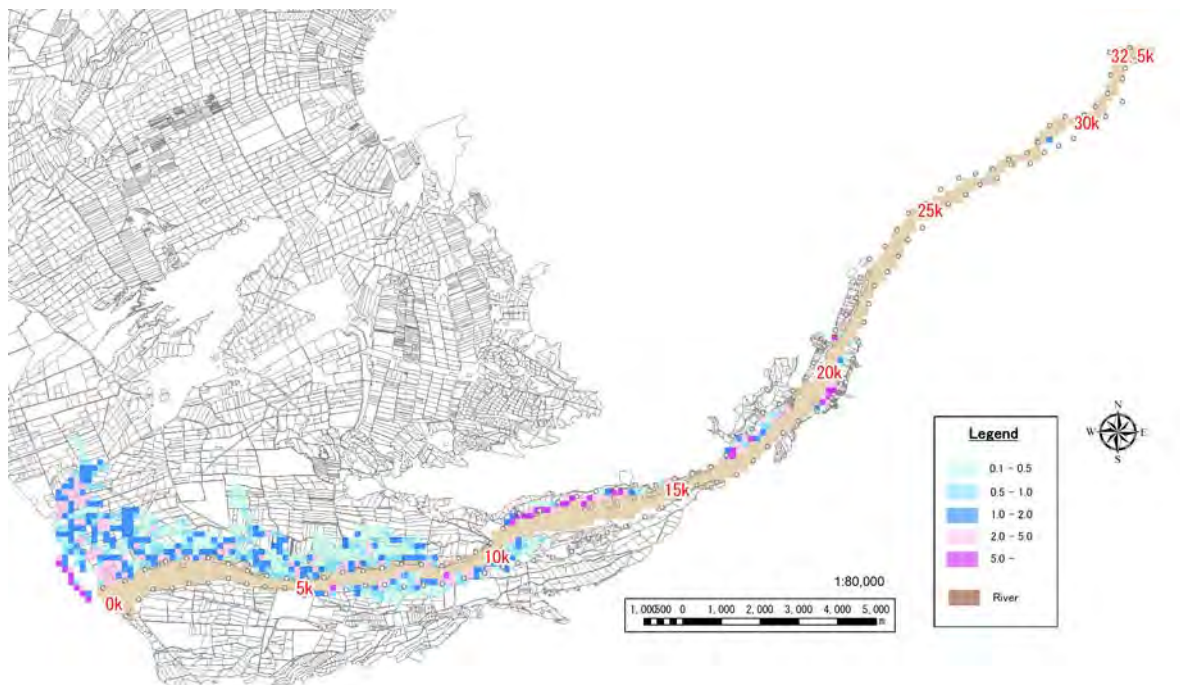 32.5k
30k
25k
20k
15k
10k
5k
0k
N
W E
S
Legend
0.1 - 0.5
0.5 - 1.0
1.0 - 2.0
2.0 - 5.0
5.0 -
River
1:80,000
1,000500 0 1,000 2,000 3,000 4,000 5,000